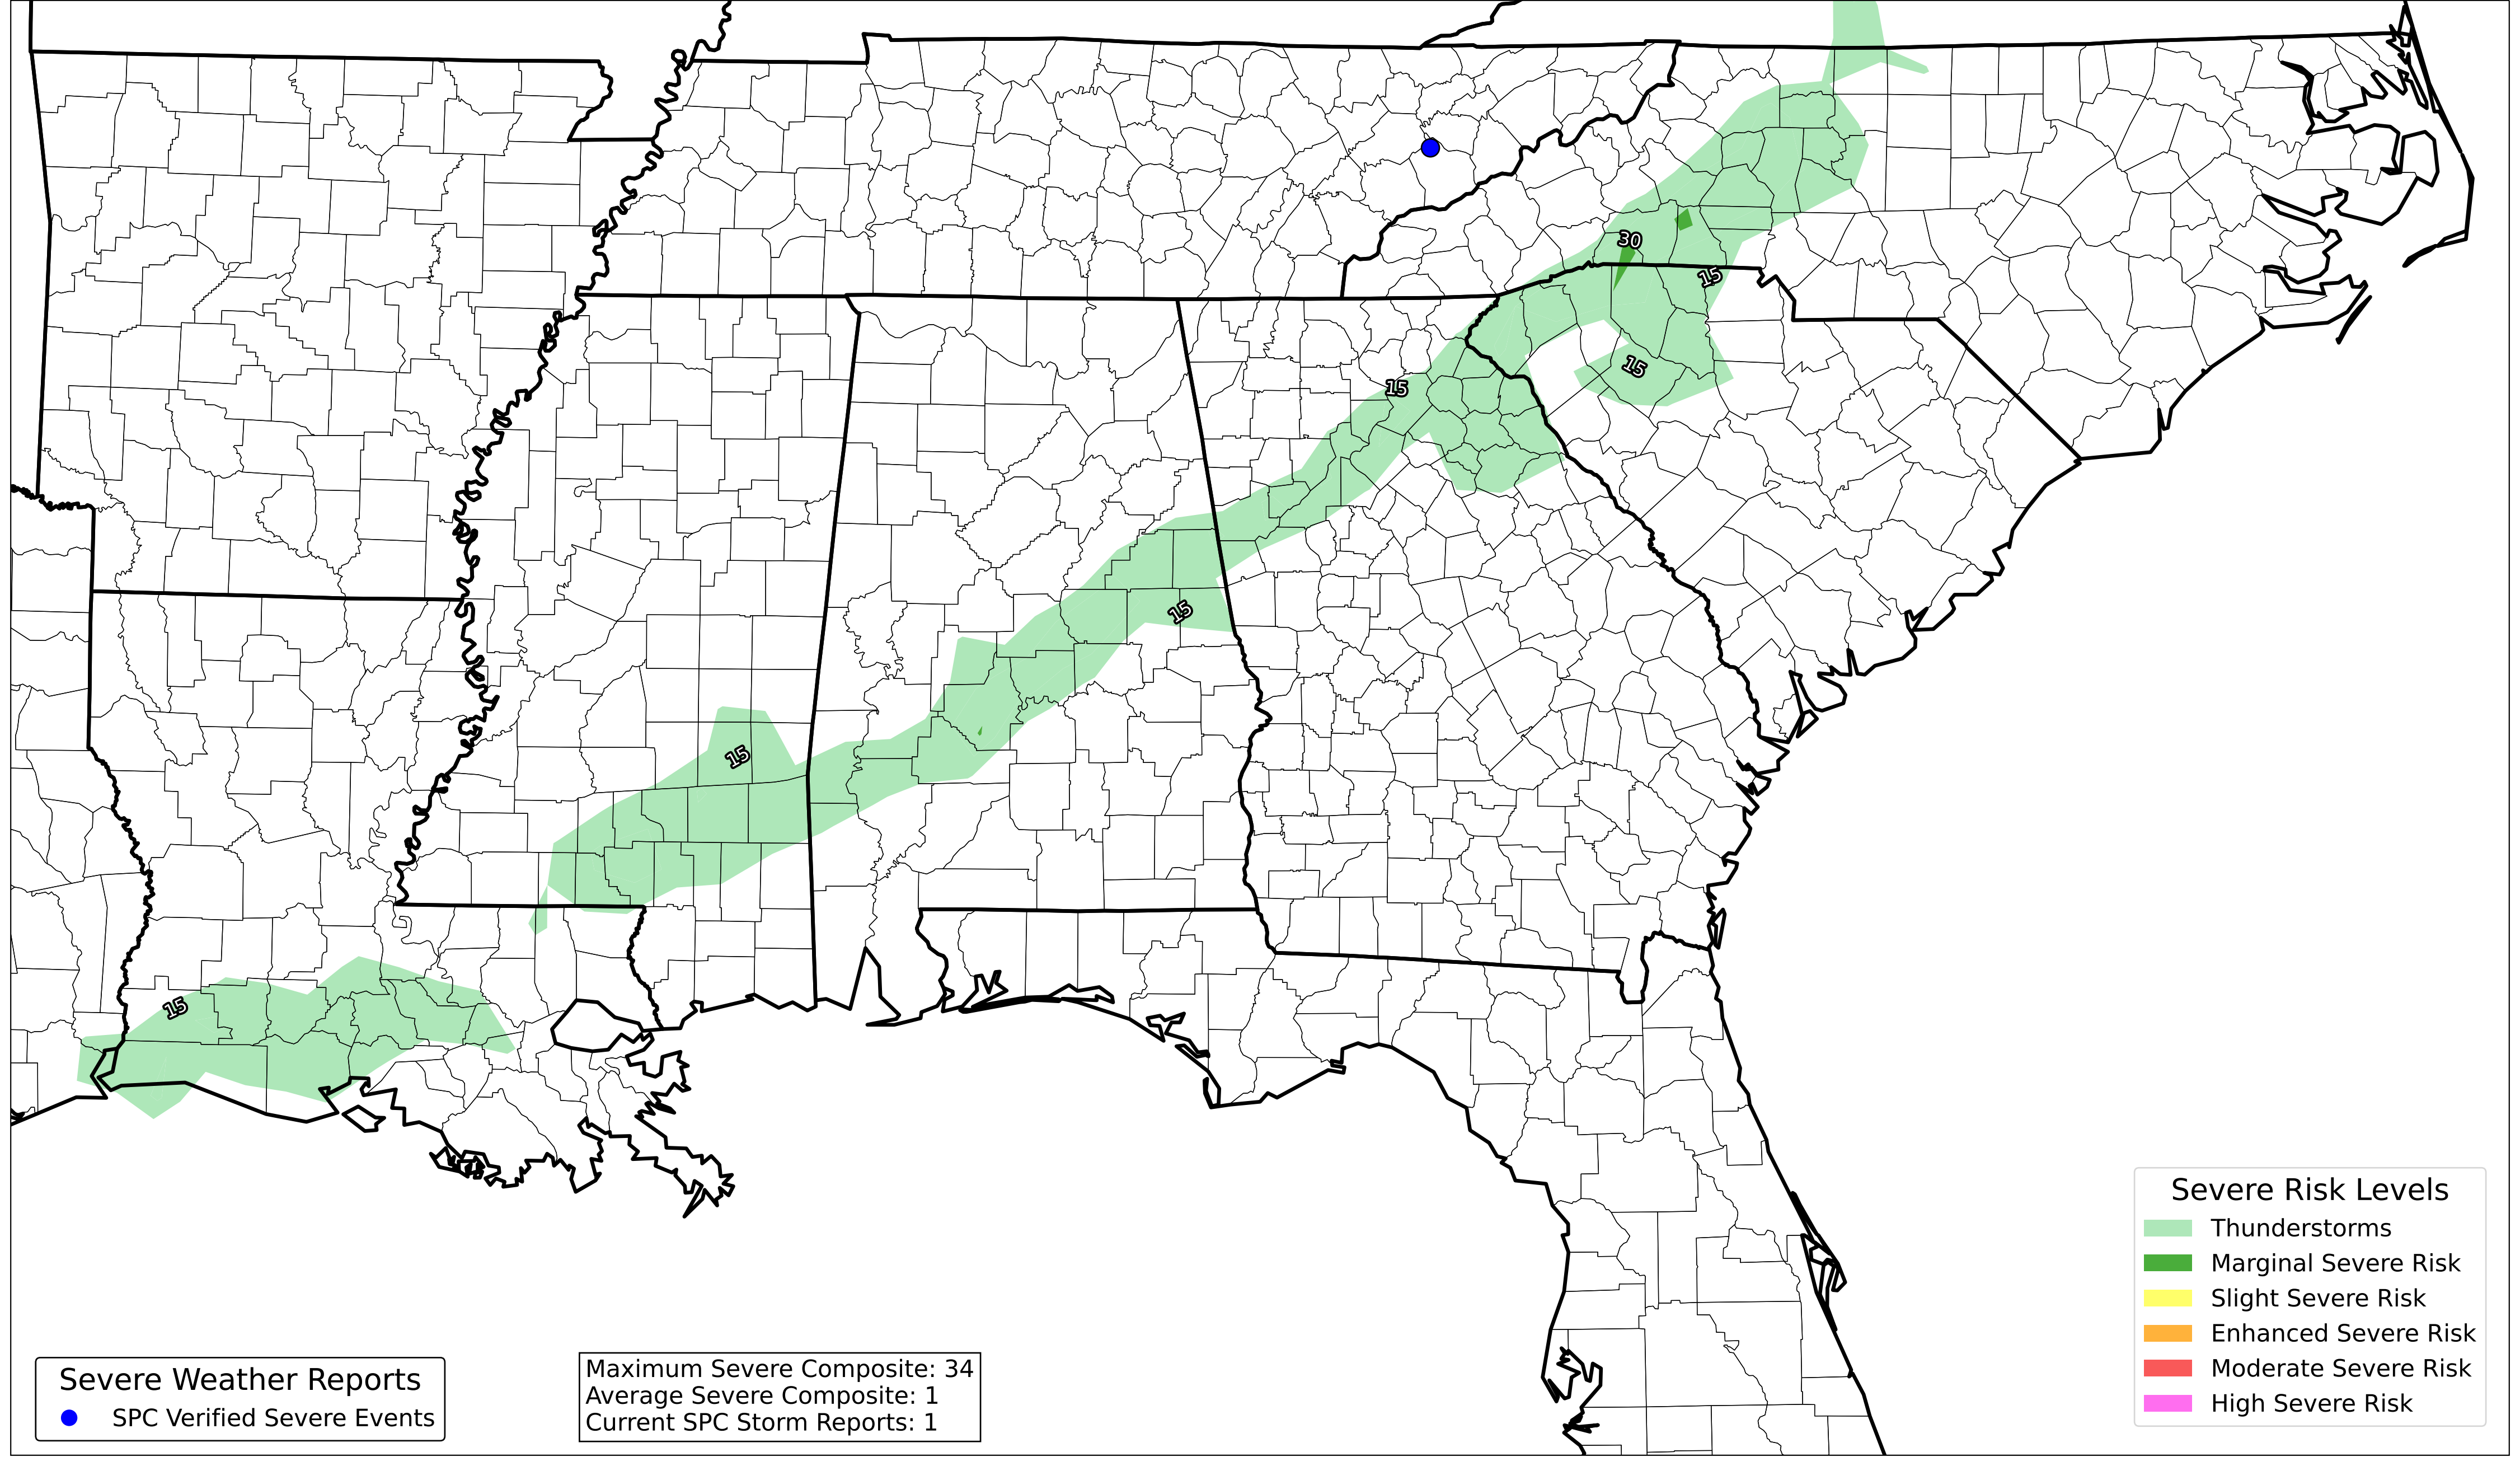 30
15
15
15
15
15
15
Severe Risk Levels
Thunderstorms
Marginal Severe Risk
Slight Severe Risk
Enhanced Severe Risk
Moderate Severe Risk
High Severe Risk
Severe Weather Reports
SPC Verified Severe Events
Maximum Severe Composite: 34
Average Severe Composite: 1
Current SPC Storm Reports: 1